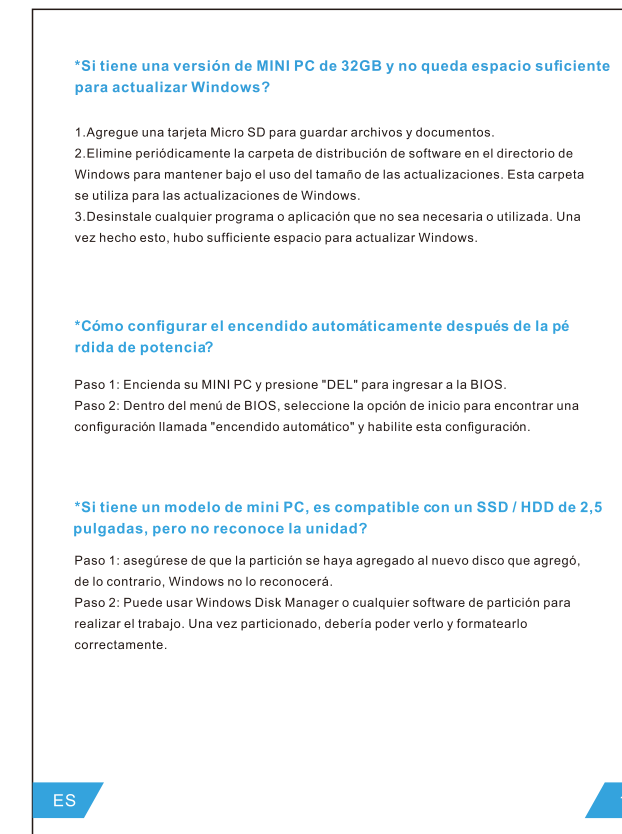 *Si tiene una versión de MINI PC de 32GB y no queda espacio suficiente
para actualizar Windows?
1.Agregue una tarjeta Micro SD para guardar archivos y documentos.
2.Elimine periódicamente la carpeta de distribución de software en el directorio de
Windows para mantener bajo el uso del tamaño de las actualizaciones. Esta carpeta
se utiliza para las actualizaciones de Windows.
3.Desinstale cualquier programa o aplicación que no sea necesaria o utilizada. Una
vez hecho esto, hubo sufficiente espacio para actualizar Windows.
*Cómo configurar el encendido automáticamente después de la pé
rdida de potencia?
Paso 1: Encienda su MINI PC y presione "DEL" para ingresar a la BIOS.
Paso 2: Dentro del menú de BIOS, seleccione la opción de inicio para encontrar una
configuración llamada "encendido automático" y habilite esta configuración.
*Si tiene un modelo de mini PC, es compatible con un SSD / HDD de 2,5
pulgadas, pero no reconoce la unidad?
Paso 1: asegúrese de que la partición se haya agregado al nuevo disco que agregó,
de lo contrario, Windows no lo reconocerá.
Paso 2: Puede usar Windows Disk Manager o cualquier software de partición para
realizar el trabajo. Una vez particionado, debería poder verlo y formatearlo
correctamente.
ES